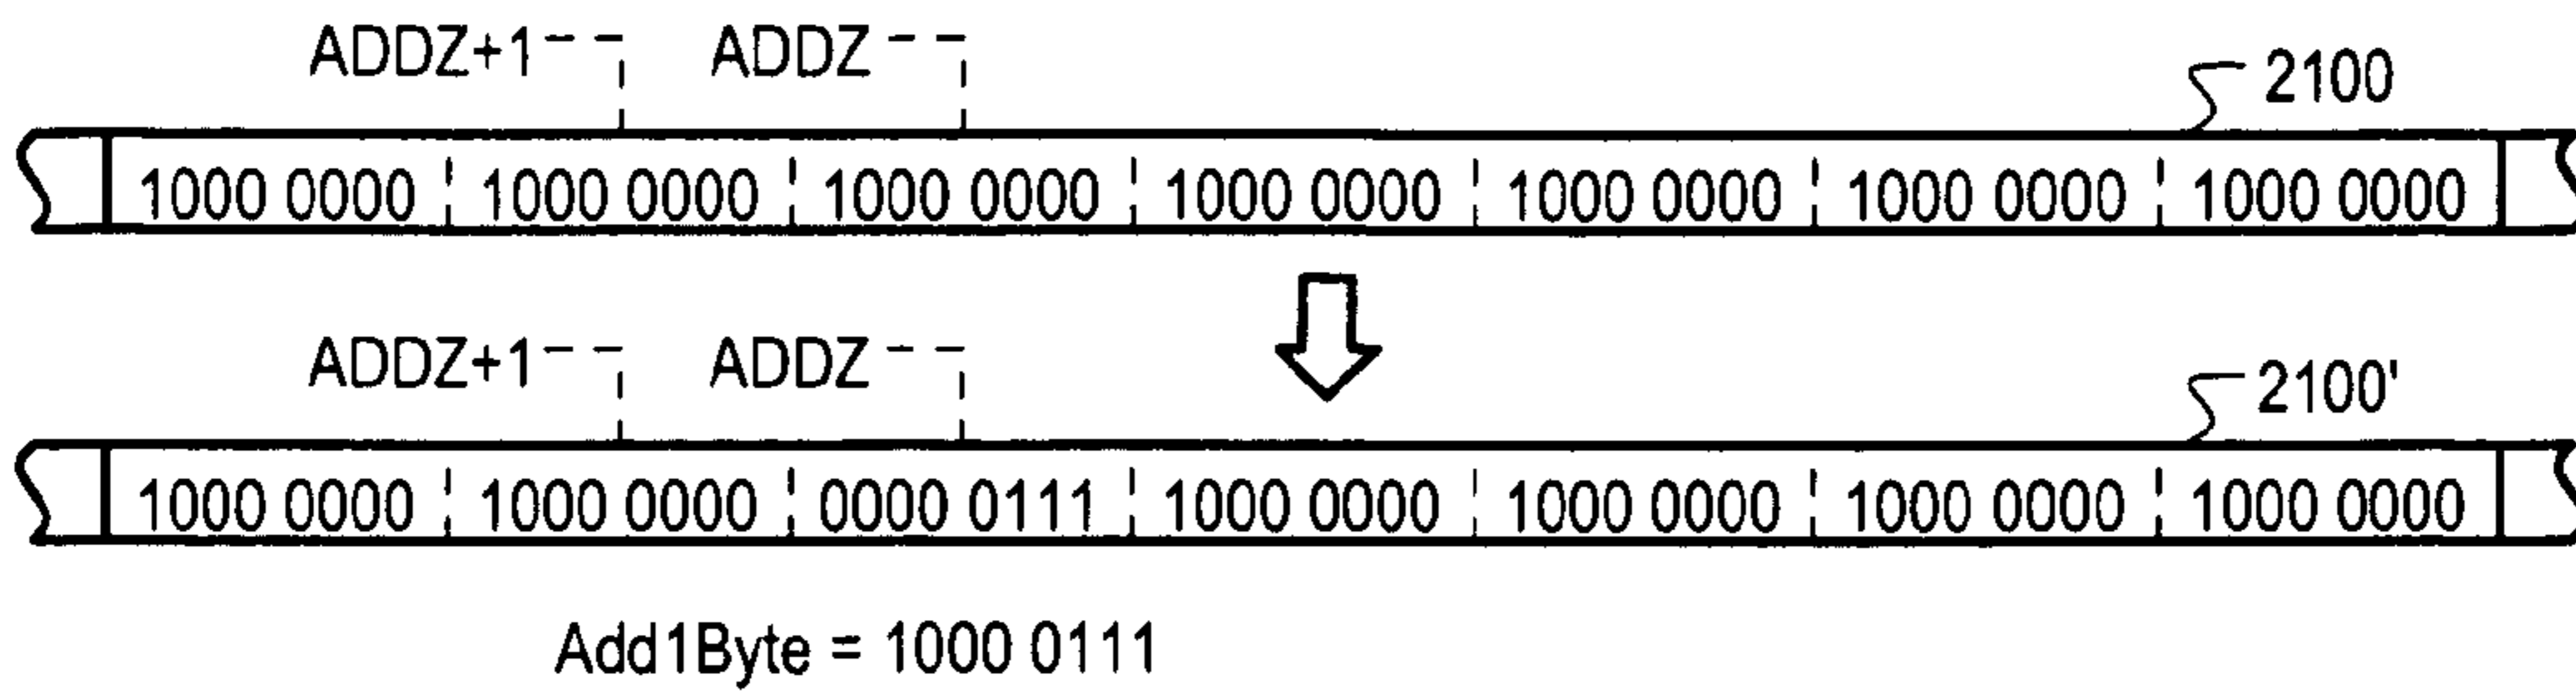 ADDZ+1 ADDZ 2100
1000 0000 1000 0000 1000 0000 1000 0000 1000 0000 1000 0000 1000 0000
ADDZ+1 ADDZ 2100'
1000 0000 1000 0000 0000 0111 1000 0000 1000 0000 1000 0000 1000 0000
Add1Byte = 1000 0111